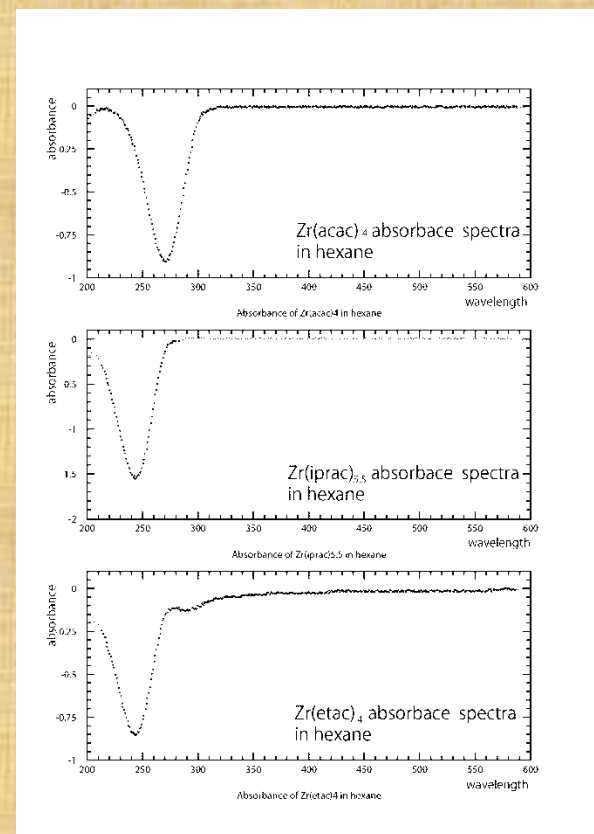 absorbance
0
0.25
-0.5
-0.75
-1
200 250 300 350 400 450 500 550 600
Zr(acac)4 absorbace spectra
in hexane
wavelength
Absorbance of Zr(acac)4 in hexane
absorbance
0
0.5
-1
1.5
-2
200 250 300 350 400 450 500 550 600
Zr(iprac)5.5 absorbace spectra
in hexane
wavelength
Absorbance of Zr(iprac)5.5 in hexane
absorbance
0
0.25
-0.5
-0.75
-1
200 250 300 350 400 450 500 550 600
Zr(etac)4 absorbace spectra
in hexane
wavelength
Absorbance of Zr(etac)4 in hexane